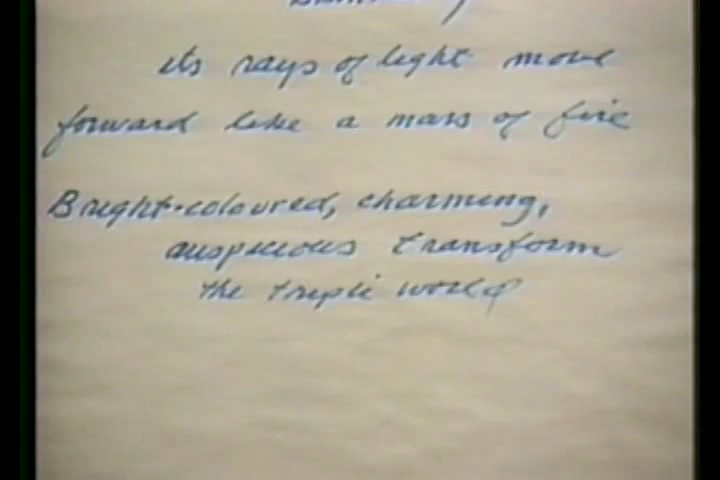 its rays of light move
forward like a mass of fire
Bright-coloured, charming,
auspicious transform
the triple world